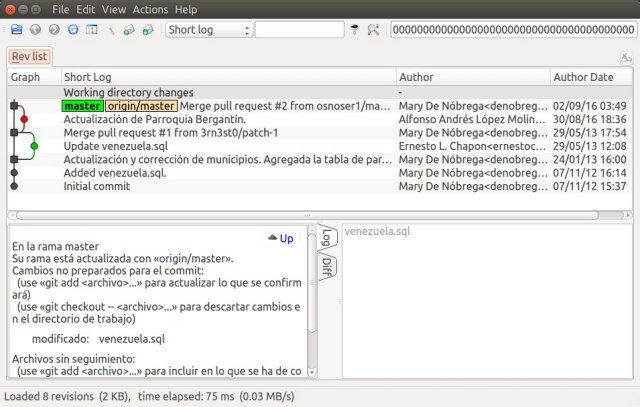 File Edit View Actions Help
Short log
0000000000000000000000000000000000000000
Rev list
Graph Short Log Author Author Date
Working directory changes -
master origin/master Merge pull request #2 from osnoser1/ma... Mary De Nóbrega<denobreg... 02/09/16 03:49
Actualización de Parroquia Bergantín. Alfonso Andrés López Molin... 30/08/16 18:36
Merge pull request #1 from 3rn3st0/patch-1 Mary De Nóbrega<denobreg... 29/05/13 17:54
Update venezuela.sql Ernesto L. Chapon<ernestoc... 29/05/13 12:08
Actualización y corrección de municipios. Agregada la tabla de par... Mary De Nóbrega<denobreg... 24/01/13 16:00
Added venezuela.sql. Mary De Nóbrega<denobreg... 07/11/12 16:14
Initial commit Mary De Nóbrega<denobreg... 07/11/12 15:37
Up
Log
Diff
venezuela.sql
En la rama master
Su rama está actualizada con «origin/master».
Cambios no preparados para el commit:
(use «git add <archivo>...» para actualizar lo que se confirm
ará)
(use «git checkout -- <archivo>...» para descartar cambios e
n el directorio de trabajo)
modificado: venezuela.sql
Archivos sin seguimiento:
(use «git add <archivo>...» para incluir en lo que se ha de co
Loaded 8 revisions (2 KB), time elapsed: 75 ms (0.03 MB/s)